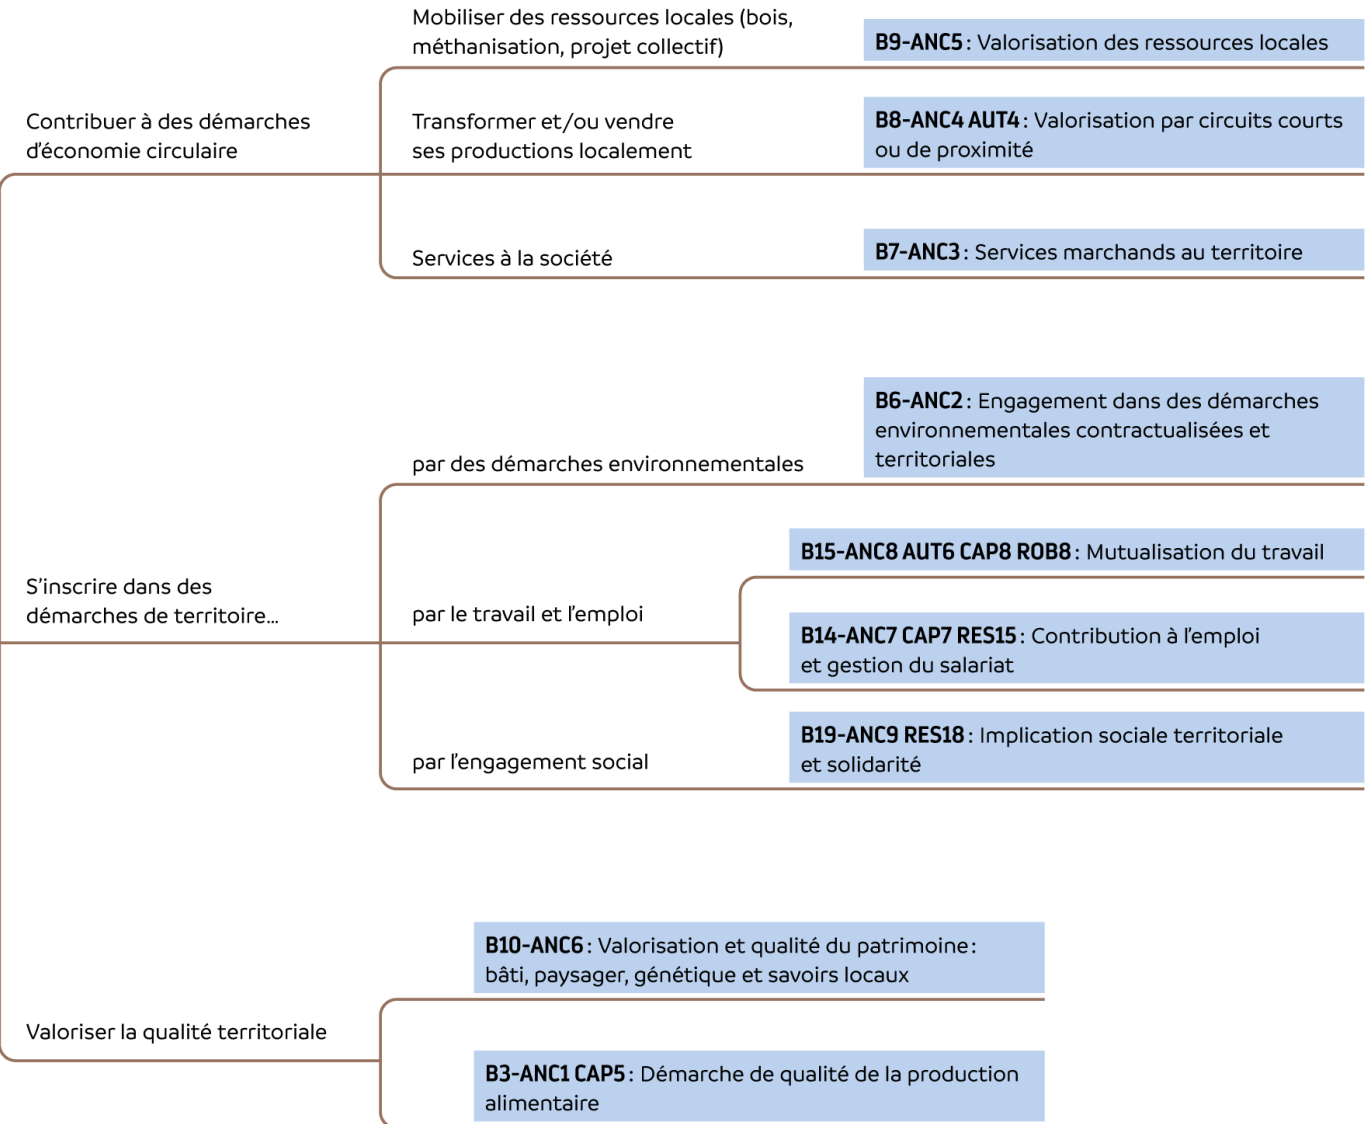 Mobiliser des ressources locales (bois,
méthanisation, projet collectif)
B9-ANC5 : Valorisation des ressources locales
Contribuer à des démarches
d’économie circulaire
Transformer et/ou vendre
ses productions localement
B8-ANC4 AUT4 : Valorisation par circuits courts
ou de proximité
Services à la société
B7-ANC3 : Services marchands au territoire
par des démarches environnementales
B6-ANC2 : Engagement dans des démarches
environnementales contractualisées et
territoriales
S’inscrire dans des
démarches de territoire…
par le travail et l’emploi
B15-ANC8 AUT6 CAP8 ROB8 : Mutualisation du travail
B14-ANC7 CAP7 RES15 : Contribution à l’emploi
et gestion du salariat
par l’engagement social
B19-ANC9 RES18 : Implication sociale territoriale
et solidarité
Valoriser la qualité territoriale
B10-ANC6 : Valorisation et qualité du patrimoine :
bâti, paysager, génétique et savoirs locaux
B3-ANC1 CAP5 : Démarche de qualité de la production
alimentaire